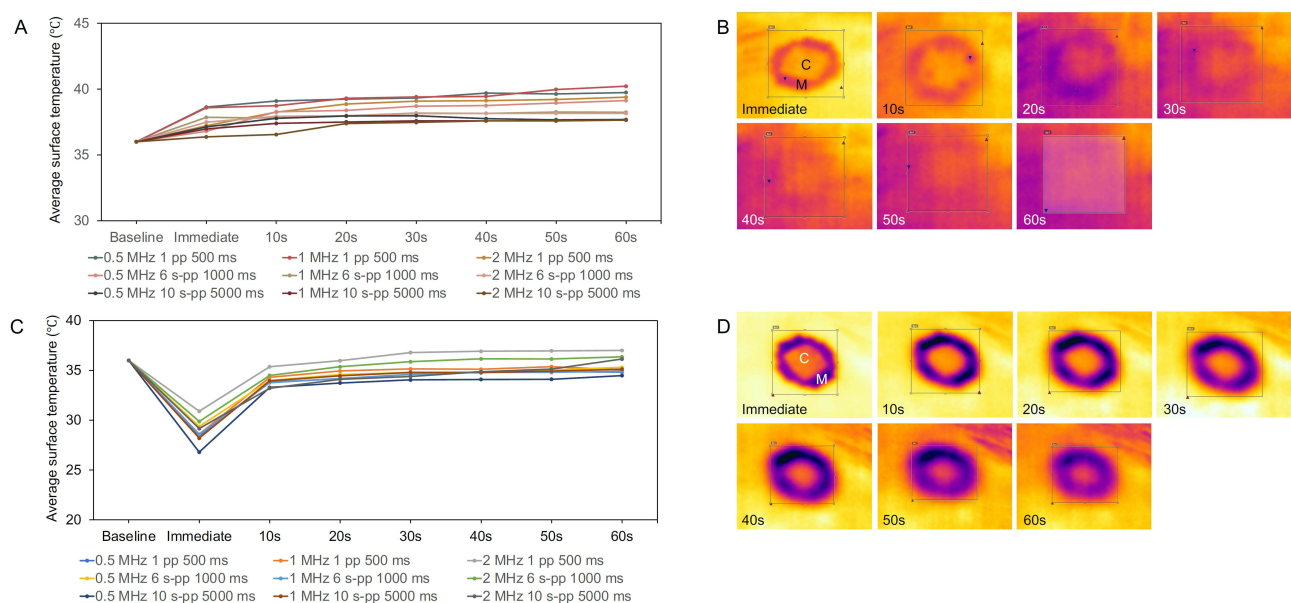 A
Average surface temperature (℃)
45
40
35
30
Baseline Immediate 10s 20s 30s 40s 50s 60s
0.5 MHz 1 pp 500 ms 1 MHz 1 pp 500 ms 2 MHz 1 pp 500 ms
0.5 MHz 6 s-pp 1000 ms 1 MHz 6 s-pp 1000 ms 2 MHz 6 s-pp 1000 ms
0.5 MHz 10 s-pp 5000 ms 1 MHz 10 s-pp 5000 ms 2 MHz 10 s-pp 5000 ms
B
C
M
Immediate
10s
20s
30s
40s
50s
60s
C
Average surface temperature (℃)
40
35
30
25
20
Baseline Immediate 10s 20s 30s 40s 50s 60s
0.5 MHz 1 pp 500 ms 1 MHz 1 pp 500 ms 2 MHz 1 pp 500 ms
0.5 MHz 6 s-pp 1000 ms 1 MHz 6 s-pp 1000 ms 2 MHz 6 s-pp 1000 ms
0.5 MHz 10 s-pp 5000 ms 1 MHz 10 s-pp 5000 ms 2 MHz 10 s-pp 5000 ms
D
C
M
Immediate
10s
20s
30s
40s
50s
60s